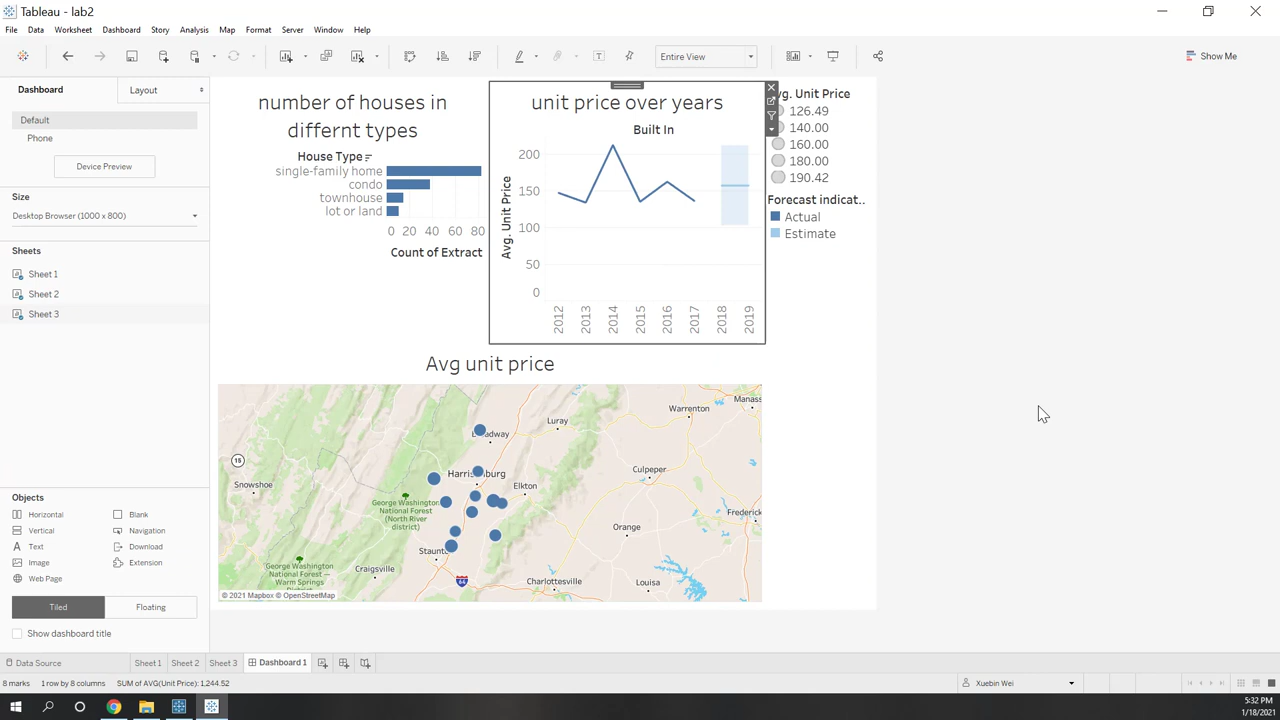 Tableau - lab2
File Data Worksheet Dashboard Story Analysis Map Format Server Window Help
Entire View
Show Me
Dashboard
Layout
Default
Phone
Device Preview
Size
Desktop Browser (1000 x 800)
Sheets
Sheet 1
Sheet 2
Sheet 3
Objects
Horizontal
Blank
Vertical
Navigation
Text
Download
Image
Extension
Web Page
Tiled
Floating
Show dashboard title
number of houses in
differnt types
House Type
single-family home
condo
townhouse
lot or land
0 20 40 60 80
Count of Extract
unit price over years
Built In
Avg. Unit Price
200
150
100
50
0
2012 2013 2014 2015 2016 2017 2018 2019
vg. Unit Price
126.49
140.00
160.00
180.00
190.42
Forecast indicat..
Actual
Estimate
Avg unit price
Manass
Warrenton
Luray
15
Culpeper
Snowshoe
Elkton
George Washington
National Forest
(North River
district)
Frederick
Orange
Staunt
Craigsville
George Washington
National Forest -
Warm Springs
64
Charlottesville
Louisa
© 2021 Mapbox © OpenStreetMap
Data Source Sheet 1 Sheet 2 Sheet 3 Dashboard 1
8 marks 1 row by 8 columns SUM of AVG(Unit Price): 1,244.52
Xuebin Wei
5:32 PM
1/18/2021